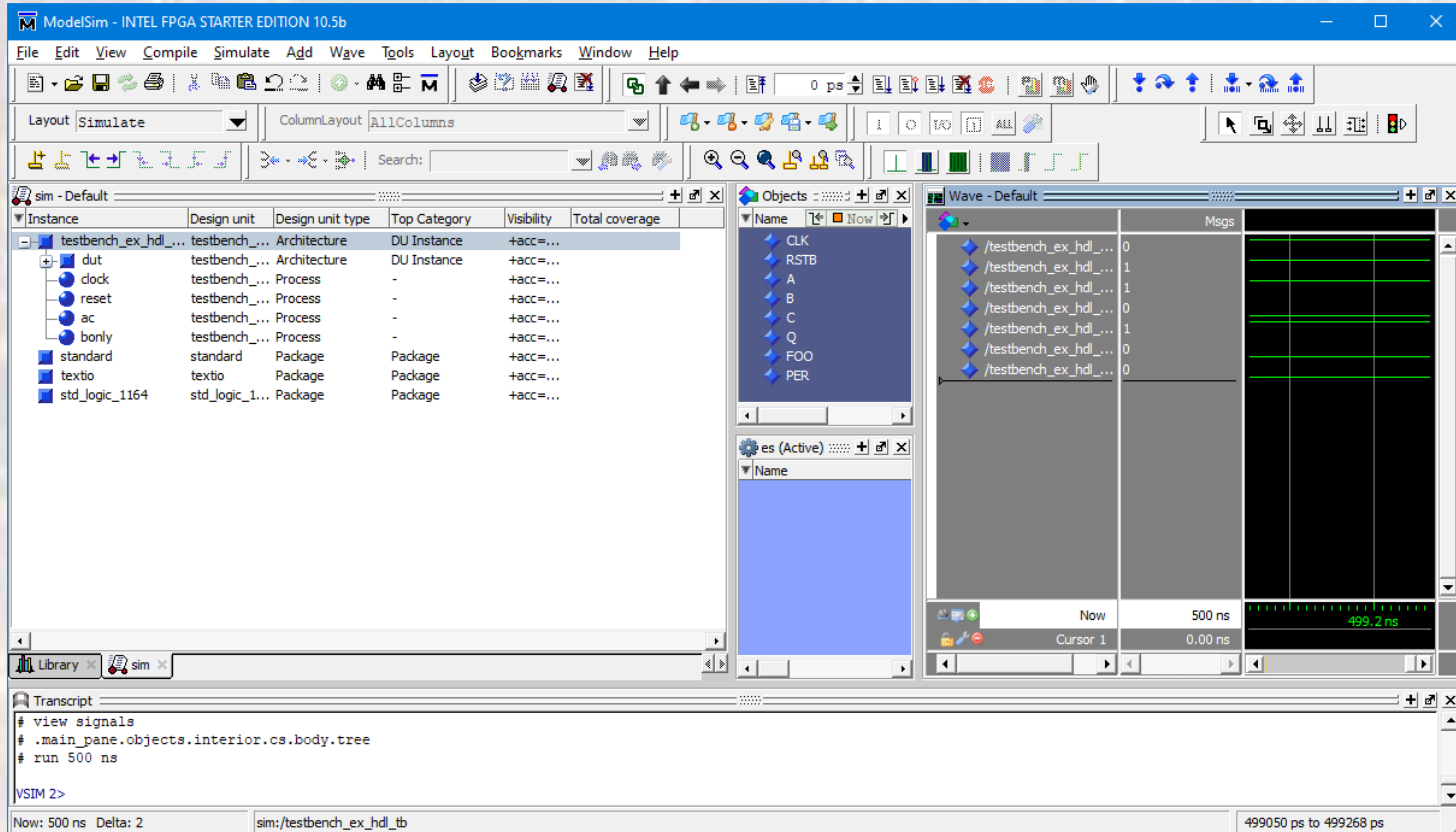 ModelSim - INTEL FPGA STARTER EDITION 10.5b
File Edit View Compile Simulate Add Wave Tools Layout Bookmarks Window Help
0 ps
Layout Simulate ColumnLayout AllColumns
Search:
sim - Default
Instance Design unit Design unit type Top Category Visibility Total coverage
testbench_ex_hdl_... testbench_... Architecture DU Instance +acc=...
dut testbench_... Architecture DU Instance +acc=...
clock testbench_... Process - +acc=...
reset testbench_... Process - +acc=...
ac testbench_... Process - +acc=...
bonly testbench_... Process - +acc=...
standard standard Package Package +acc=...
textio textio Package Package +acc=...
std_logic_1164 std_logic_1... Package Package +acc=...
Library sim
Objects
Name Now
CLK
RSTB
A
B
C
Q
FOO
PER
es (Active)
Name
Wave - Default
Msgs
/testbench_ex_hdl_... 0
/testbench_ex_hdl_... 1
/testbench_ex_hdl_... 1
/testbench_ex_hdl_... 0
/testbench_ex_hdl_... 1
/testbench_ex_hdl_... 0
/testbench_ex_hdl_... 0
Now 500 ns 499.2 ns
Cursor 1 0.00 ns
Transcript
# view signals
# .main_pane.objects.interior.cs.body.tree
# run 500 ns
VSIM 2>
Now: 500 ns Delta: 2 sim:/testbench_ex_hdl_tb 499050 ps to 499268 ps